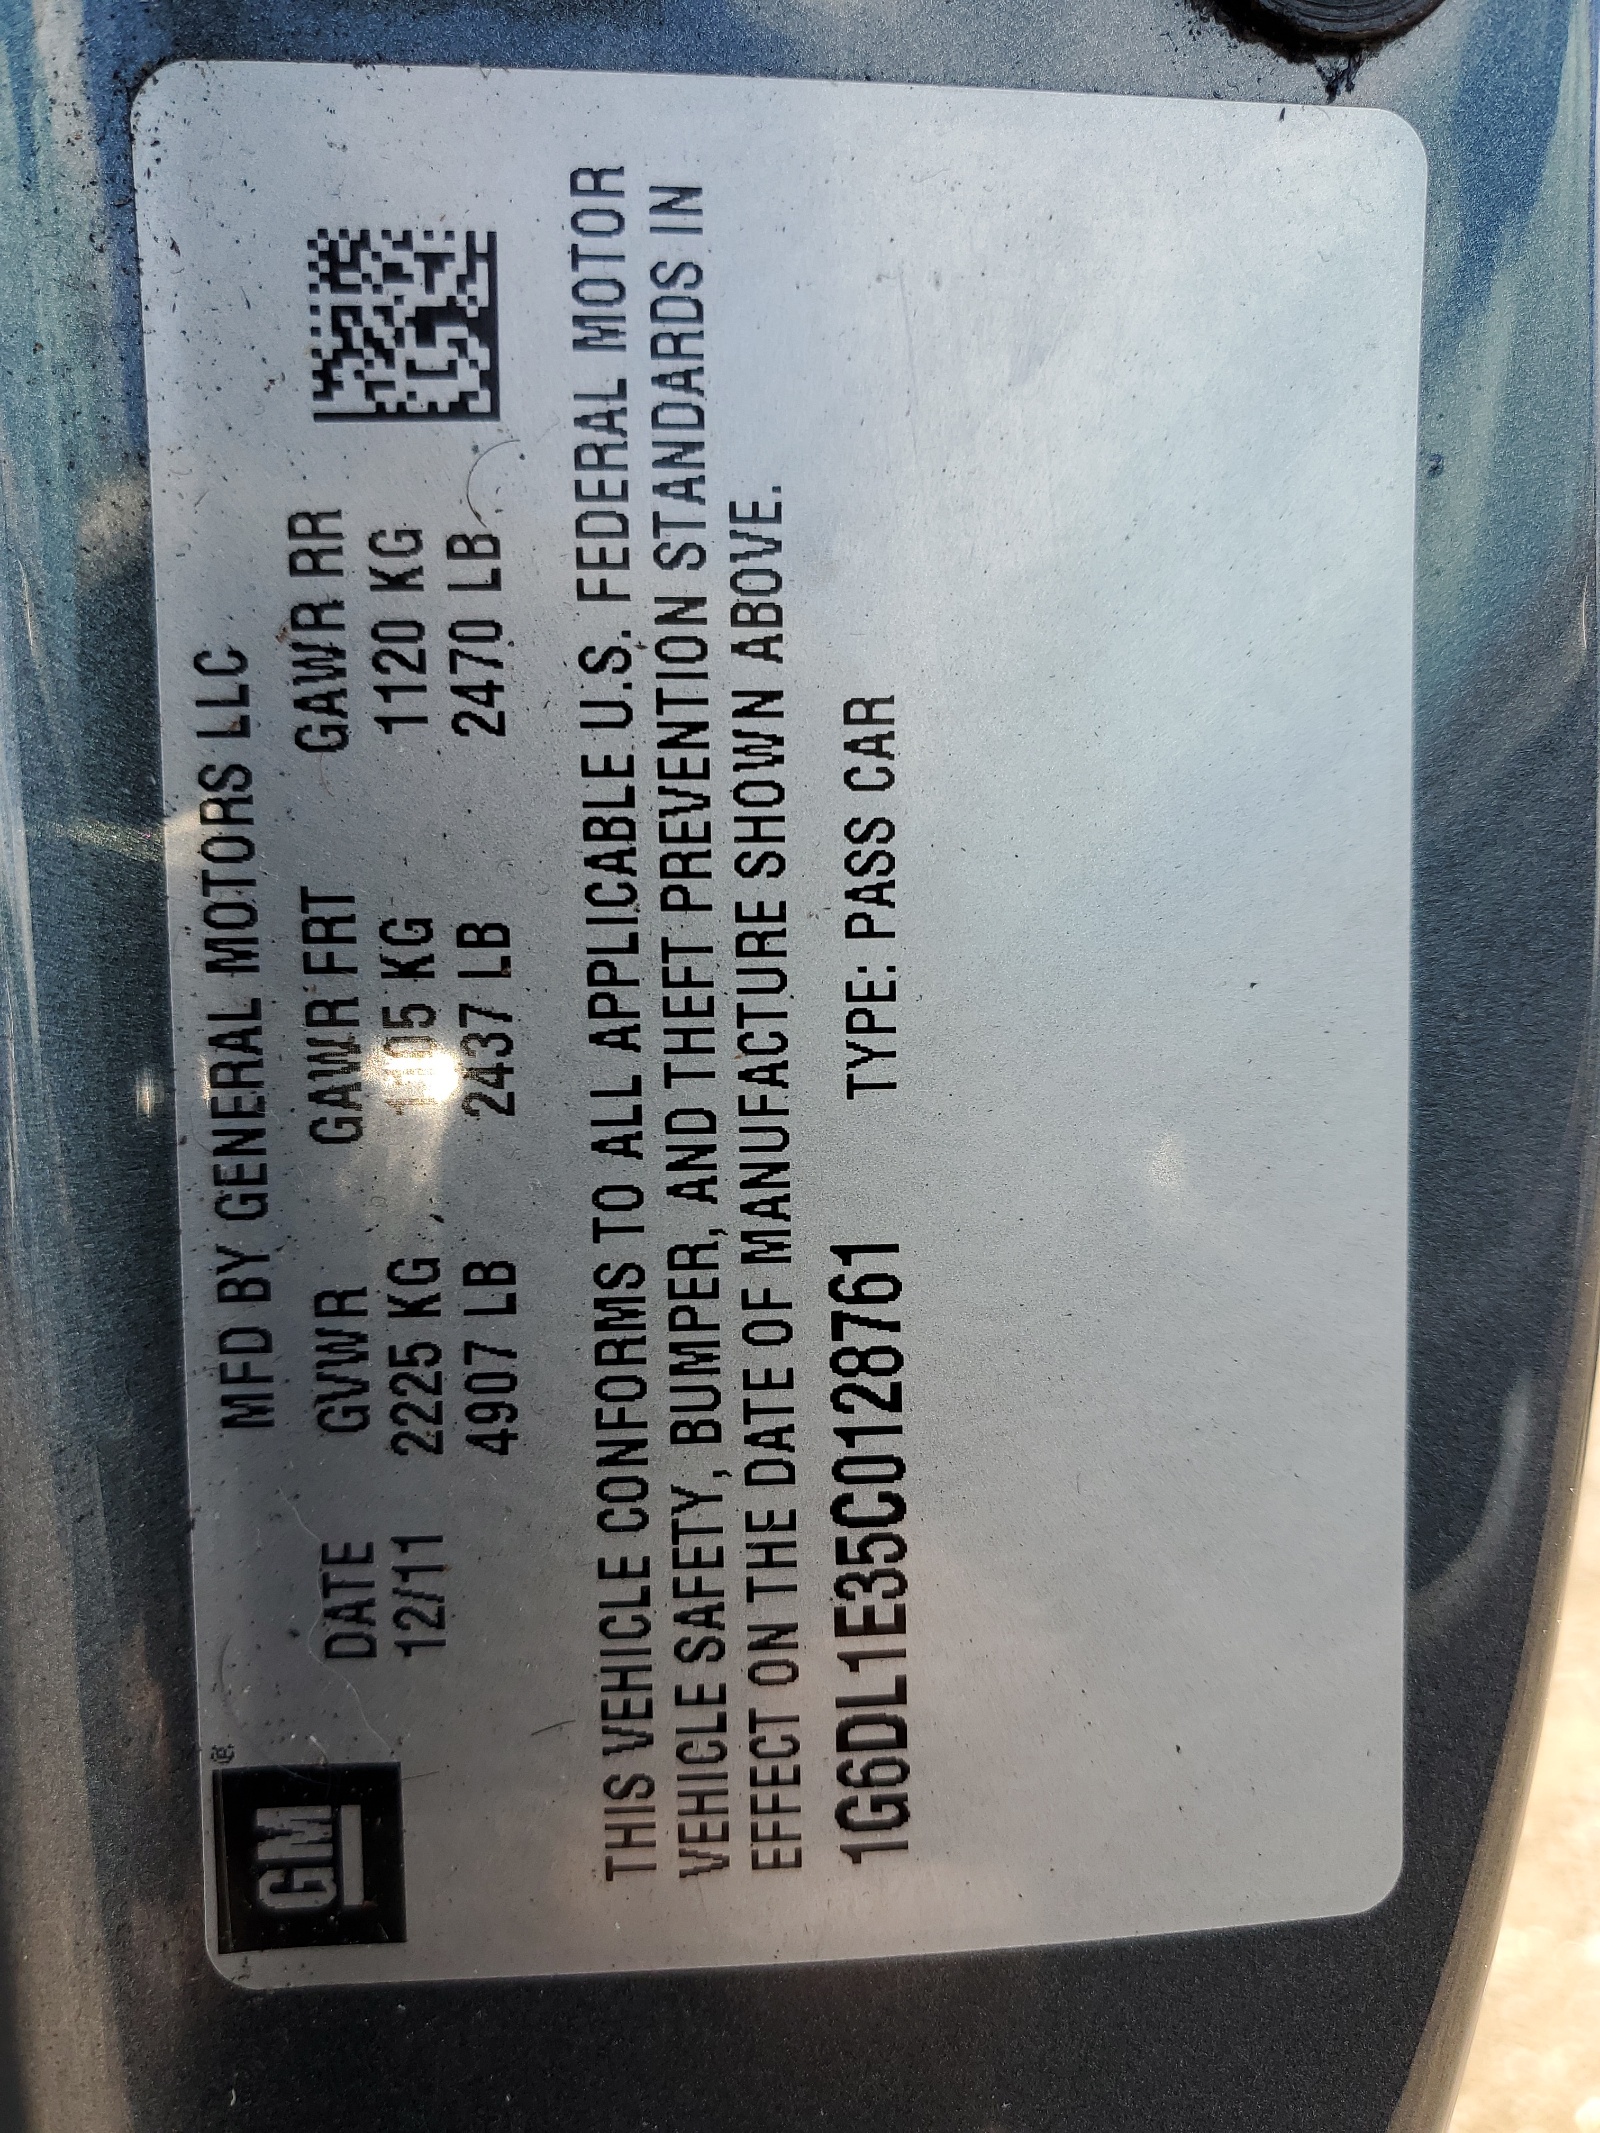 GM®
MFD BY GENERAL MOTORS LLC
DATE GVWR GAWR FRT GAWR RR
12/11 2225 KG 1105 KG 1120 KG
4907 LB 2437 LB 2470 LB
THIS VEHICLE CONFORMS TO ALL APPLICABLE U.S. FEDERAL MOTOR
VEHICLE SAFETY, BUMPER, AND THEFT PREVENTION STANDARDS IN
EFFECT ON THE DATE OF MANUFACTURE SHOWN ABOVE.
1G6DL1E35C0128761 TYPE: PASS CAR